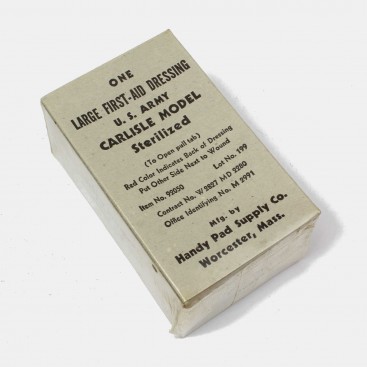 ONE
LARGE FIRST-AID DRESSING
U. S. ARMY
CARLISLE MODEL
Sterilized
(To Open pull tab)
Red Color Indicates Back of Dressing
Put Other Side Next to Wound
Item No. 92050 Lot No. 199
Contract No. W 2827 MD 2280
Office Identifying No. M 2991
Mfg. by
Handy Pad Supply Co.
Worcester, Mass.